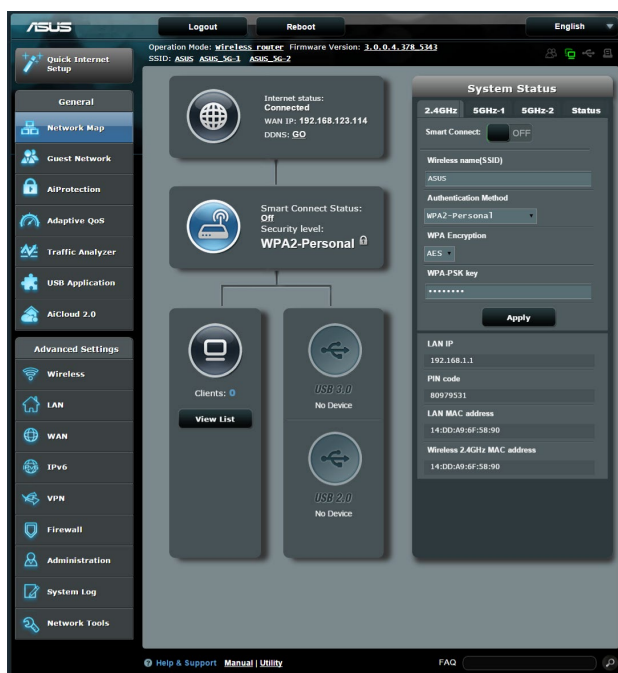 ASUS
Logout
Reboot
English
Quick Internet
Setup
Operation Mode: Wireless router Firmware Version: 3.0.0.4.378_5343
SSID: ASUS ASUS_5G-1 ASUS_5G-2
General
Network Map
Guest Network
AiProtection
Adaptive QoS
Traffic Analyzer
USB Application
AiCloud 2.0
Advanced Settings
Wireless
LAN
WAN
IPv6
VPN
Firewall
Administration
System Log
Network Tools
Internet status:
Connected
WAN IP: 192.168.123.114
DDNS: GO
Smart Connect Status:
Off
Security level:
WPA2-Personal
Clients: 0
View List
USB 3.0
No Device
USB 2.0
No Device
System Status
2.4GHz 5GHz-1 5GHz-2 Status
Smart Connect: OFF
Wireless name(SSID)
ASUS
Authentication Method
WPA2-Personal
WPA Encryption
AES
WPA-PSK key
••••••••
Apply
LAN IP
192.168.1.1
PIN code
80979531
LAN MAC address
14:DD:A9:6F:58:90
Wireless 2.4GHz MAC address
14:DD:A9:6F:58:90
Help & Support Manual | Utility
FAQ